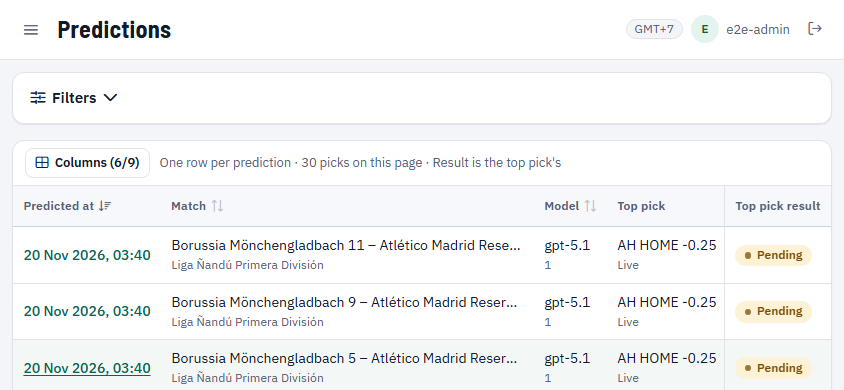 Predictions
GMT+7
E
e2e-admin
Filters
Columns (6/9)
One row per prediction · 30 picks on this page · Result is the top pick's
Predicted at
Match
Model
Top pick
Top pick result
20 Nov 2026, 03:40
Borussia Mönchengladbach 11 – Atlético Madrid Rese...
Liga Ñandú Primera División
gpt-5.1
1
AH HOME -0.25
Live
Pending
20 Nov 2026, 03:40
Borussia Mönchengladbach 9 – Atlético Madrid Reser...
Liga Ñandú Primera División
gpt-5.1
1
AH HOME -0.25
Live
Pending
20 Nov 2026, 03:40
Borussia Mönchengladbach 5 – Atlético Madrid Reser...
Liga Ñandú Primera División
gpt-5.1
1
AH HOME -0.25
Live
Pending